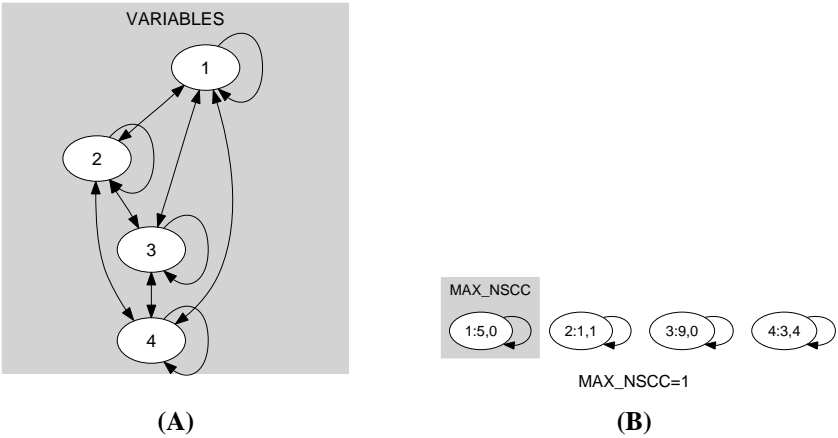 VARIABLES
1
2
3
4
MAX_NSCC
1:5,0 2:1,1 3:9,0 4:3,4
MAX_NSCC=1
(A) (B)